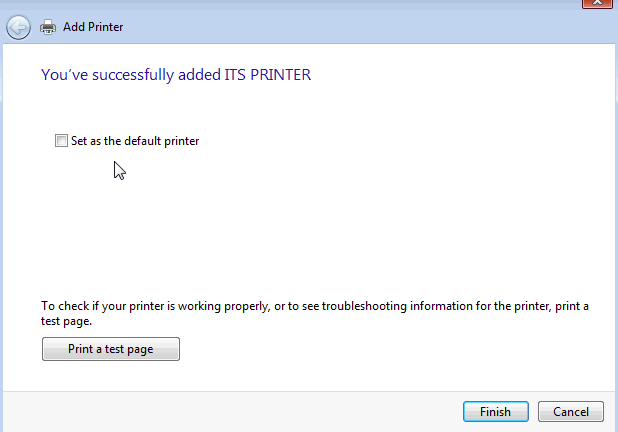 Add Printer
You've successfully added ITS PRINTER
Set as the default printer
To check if your printer is working properly, or to see troubleshooting information for the printer, print a
test page.
Print a test page
Finish
Cancel